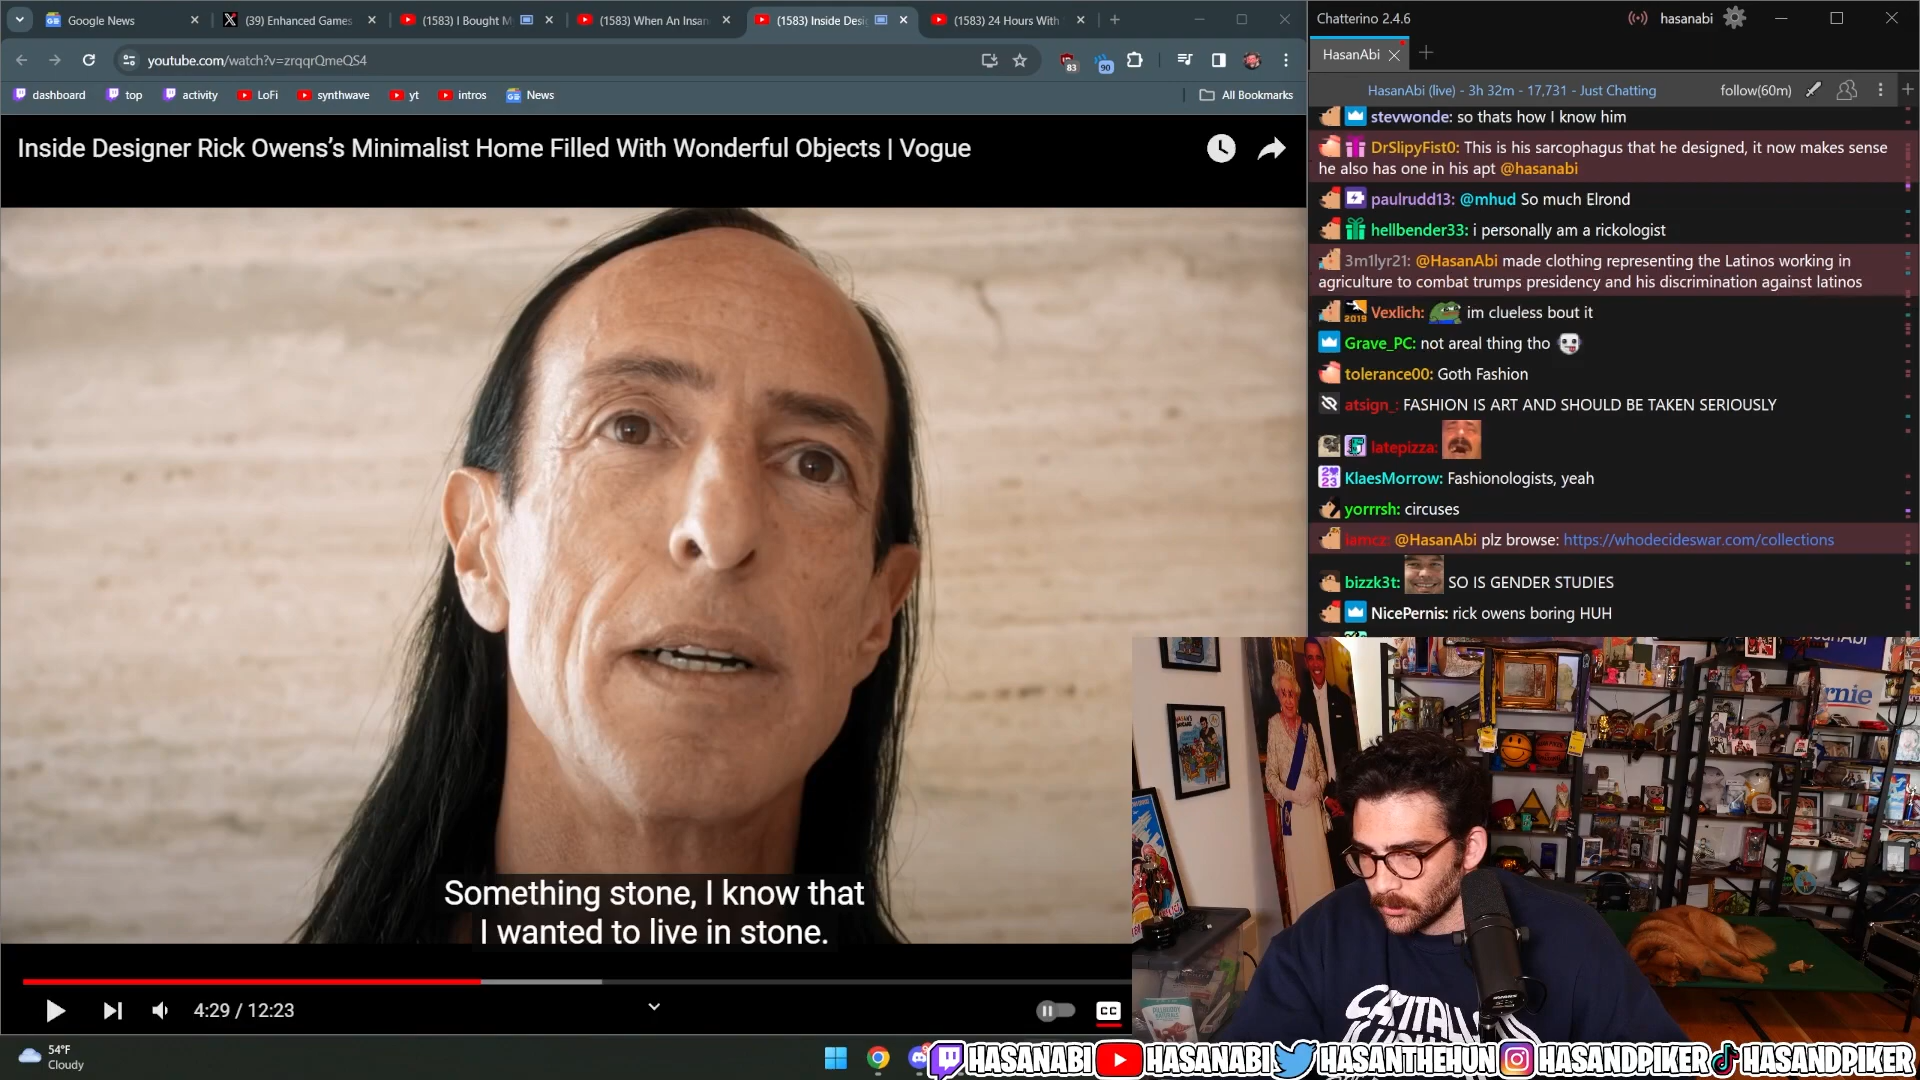 Google News
(39) Enhanced Games
(1583) I Bought M
(1583) When An Insan
(1583) Inside Desi
(1583) 24 Hours With
youtube.com/watch?v=zrqqrQmeQS4
83
90
dashboard
top
activity
LoFi
synthwave
yt
intros
News
All Bookmarks
Inside Designer Rick Owens’s Minimalist Home Filled With Wonderful Objects | Vogue
Something stone, I know that
I wanted to live in stone.
4:29 / 12:23
CC
54°F
Cloudy
Chatterino 2.4.6
hasanabi
HasanAbi
HasanAbi (live) - 3h 32m - 17,731 - Just Chatting
follow(60m)
stevwonde: so thats how I know him
DrSlipyFist0: This is his sarcophagus that he designed, it now makes sense
he also has one in his apt @hasanabi
paulrudd13: @mhud So much Elrond
hellbender33: i personally am a rickologist
3m1lyr21: @HasanAbi made clothing representing the Latinos working in
agriculture to combat trumps presidency and his discrimination against latinos
2019 Vexlich: im clueless bout it
Grave_PC: not areal thing tho
tolerance00: Goth Fashion
atsign_: FASHION IS ART AND SHOULD BE TAKEN SERIOUSLY
latepizza:
KlaesMorrow: Fashionologists, yeah
yorrrsh: circuses
iamcz: @HasanAbi plz browse: https://whodecideswar.com/collections
bizzk3t: SO IS GENDER STUDIES
NicePernis: rick owens boring HUH
HASANABI
HASANABI
HASANTHEHUN
HASANDPIKER
HASANDPIKER